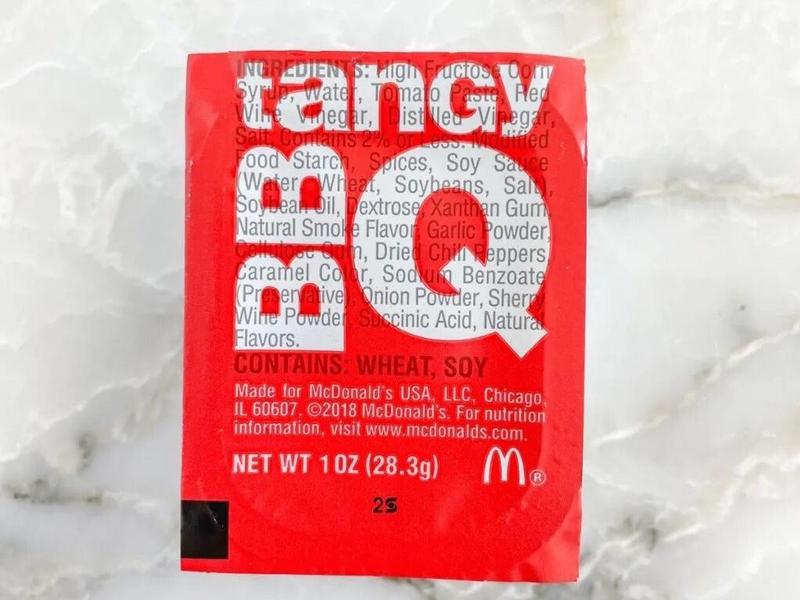 tangy
BBQ
INGREDIENTS: High Fructose Corn
Syrup, Water, Tomato Paste, Red
Wine Vinegar, Distilled Vinegar,
Salt. Contains 2% or Less: Modified
Food Starch, Spices, Soy Sauce
(Water, Wheat, Soybeans, Salt),
Soybean Oil, Dextrose, Xanthan Gum,
Natural Smoke Flavor, Garlic Powder,
Cellulose Gum, Dried Chili Peppers,
Caramel Color, Sodium Benzoate
(Preservative), Onion Powder, Sherry
Wine Powder, Succinic Acid, Natural
Flavors.
CONTAINS: WHEAT, SOY
Made for McDonald's USA, LLC, Chicago,
IL 60607. ©2018 McDonald's. For nutrition
information, visit www.mcdonalds.com.
NET WT 1 OZ (28.3g)
M®